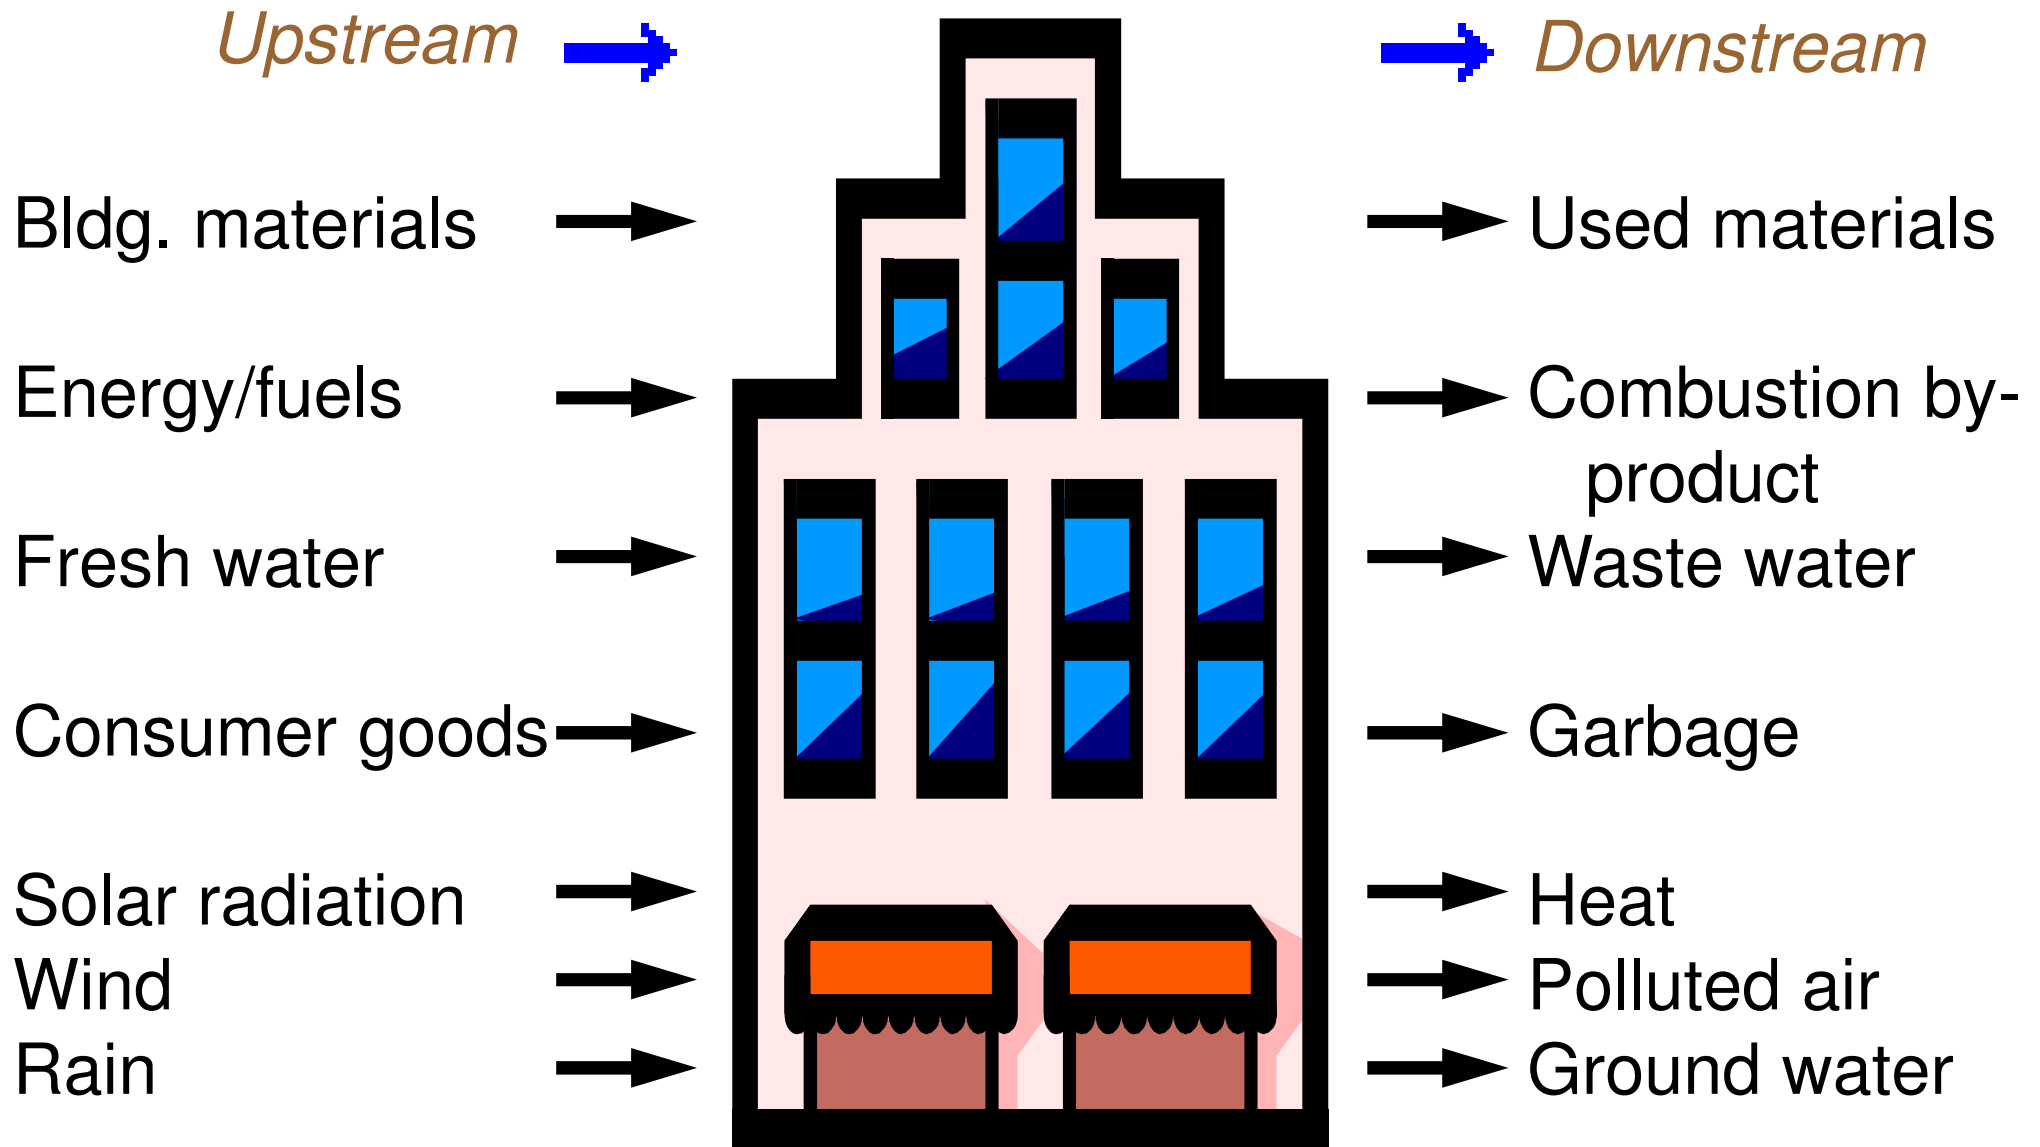 Upstream
Downstream
Bldg. materials
Used materials
Energy/fuels
Combustion by-
product
Fresh water
Waste water
Consumer goods
Garbage
Solar radiation
Heat
Wind
Polluted air
Rain
Ground water